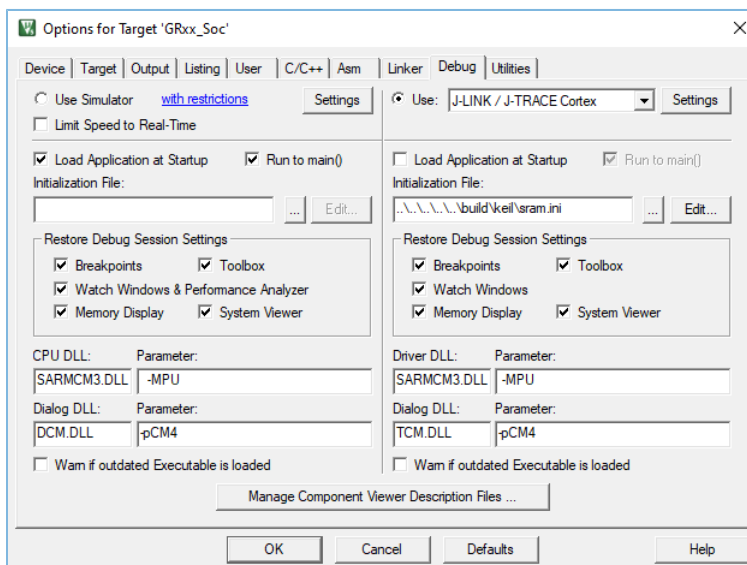 Options for Target 'GRxx_Soc'
Device Target Output Listing User C/C++ Asm Linker Debug Utilities
Use Simulator with restrictions Settings
Limit Speed to Real-Time
Use: J-LINK / J-TRACE Cortex Settings
Load Application at Startup Run to main()
Initialization File:
... Edit...
Load Application at Startup Run to main()
Initialization File:
..\..\..\..\..\build\keil\sram.ini ... Edit...
Restore Debug Session Settings
Breakpoints Toolbox
Watch Windows & Performance Analyzer
Memory Display System Viewer
Restore Debug Session Settings
Breakpoints Toolbox
Watch Windows
Memory Display System Viewer
CPU DLL: Parameter:
SARMCM3.DLL -MPU
Dialog DLL: Parameter:
DCM.DLL -pCM4
Warn if outdated Executable is loaded
Driver DLL: Parameter:
SARMCM3.DLL -MPU
Dialog DLL: Parameter:
TCM.DLL -pCM4
Warn if outdated Executable is loaded
Manage Component Viewer Description Files ...
OK Cancel Defaults Help